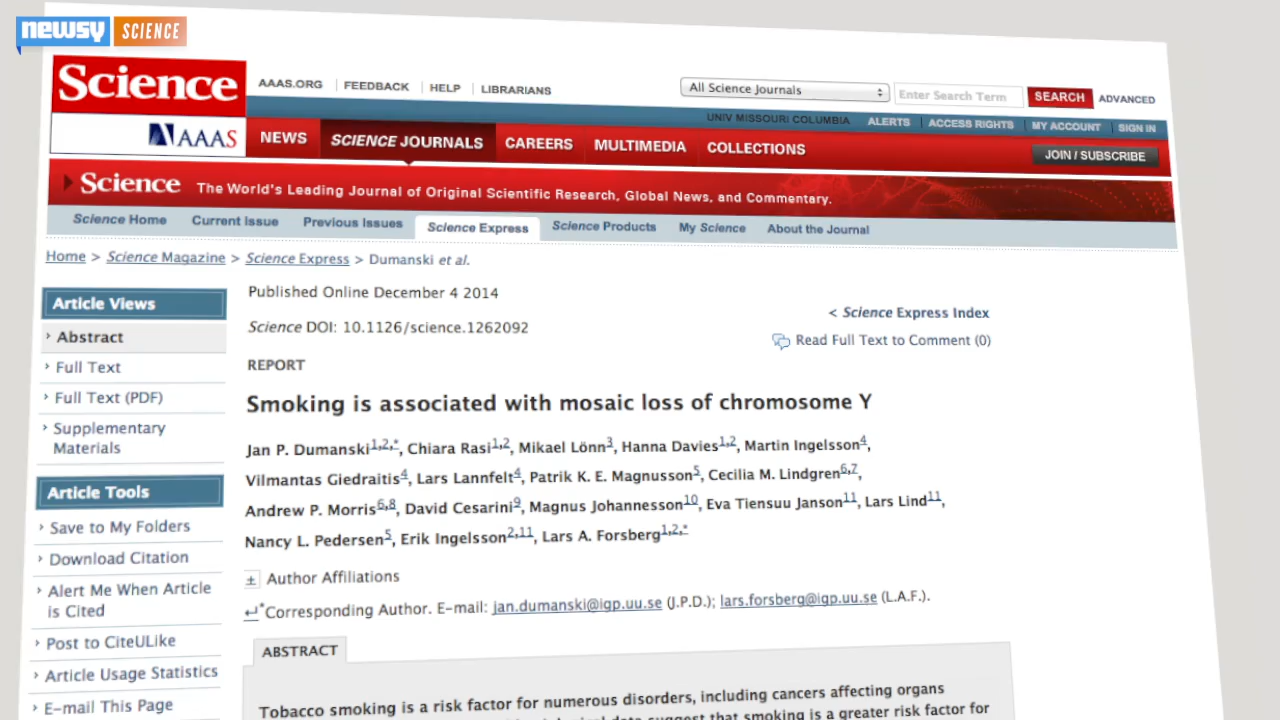 newsy SCIENCE
Science
AAAS
AAAS.ORG FEEDBACK HELP LIBRARIANS
All Science Journals Enter Search Term SEARCH ADVANCED
UNIV MISSOURI COLUMBIA ALERTS ACCESS RIGHTS MY ACCOUNT SIGN IN
NEWS SCIENCE JOURNALS CAREERS MULTIMEDIA COLLECTIONS JOIN / SUBSCRIBE
Science The World's Leading Journal of Original Scientific Research, Global News, and Commentary.
Science Home Current Issue Previous Issues Science Express Science Products My Science About the Journal
Home > Science Magazine > Science Express > Dumanski et al.
Article Views
Abstract
Full Text
Full Text (PDF)
Supplementary
Materials
Article Tools
Save to My Folders
Download Citation
Alert Me When Article
is Cited
Post to CiteULike
Article Usage Statistics
E-mail This Page
Published Online December 4 2014
Science DOI: 10.1126/science.1262092
< Science Express Index
Read Full Text to Comment (0)
REPORT
Smoking is associated with mosaic loss of chromosome Y
Jan P. Dumanski1,2,*, Chiara Rasi1,2, Mikael Lönn3, Hanna Davies1,2, Martin Ingelsson4,
Vilmantas Giedraitis4, Lars Lannfelt4, Patrik K. E. Magnusson5, Cecilia M. Lindgren6,7,
Andrew P. Morris6,8, David Cesarini9, Magnus Johannesson10, Eva Tiensuu Janson11, Lars Lind11,
Nancy L. Pedersen5, Erik Ingelsson2,11, Lars A. Forsberg1,2,*
± Author Affiliations
↵*Corresponding Author. E-mail: jan.dumanski@igp.uu.se (J.P.D.); lars.forsberg@igp.uu.se (L.A.F.).
ABSTRACT
Tobacco smoking is a risk factor for numerous disorders, including cancers affecting organs
data suggest that smoking is a greater risk factor for